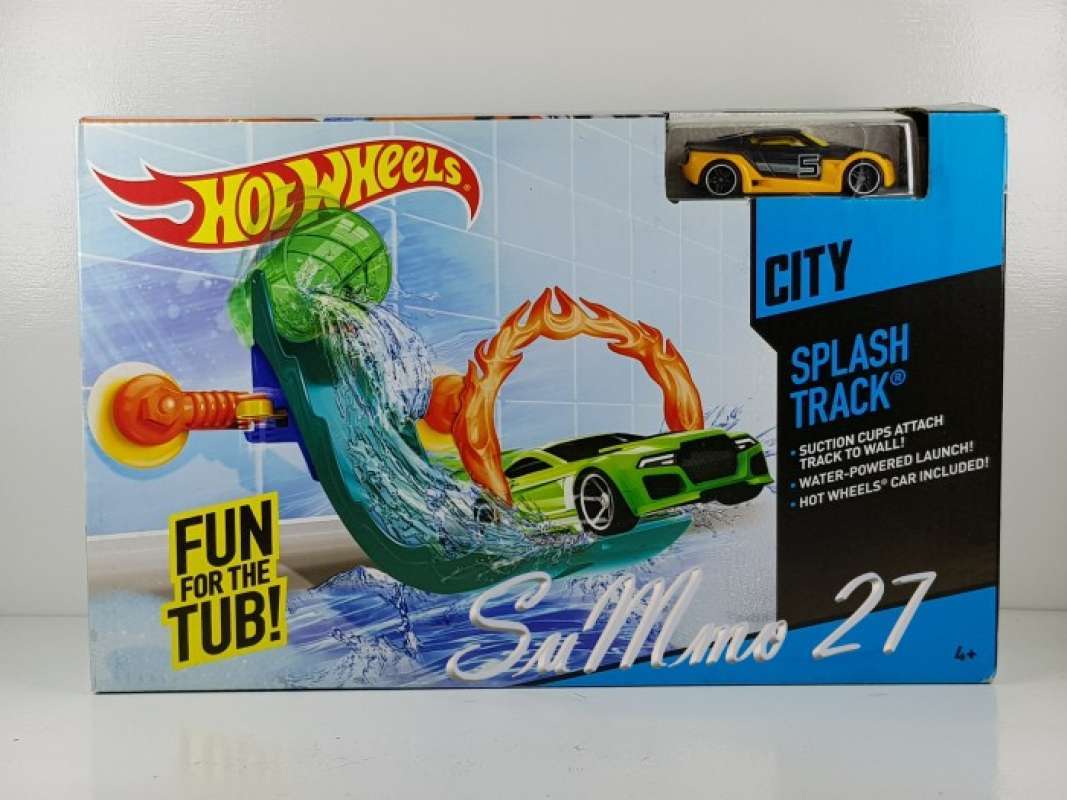 HOT WHEELS®
5
CITY
SPLASH
TRACK®
• SUCTION CUPS ATTACH
TRACK TO WALL!
• WATER-POWERED LAUNCH!
• HOT WHEELS® CAR INCLUDED!
FUN
FOR THE
TUB!
SuMmo 27
4+